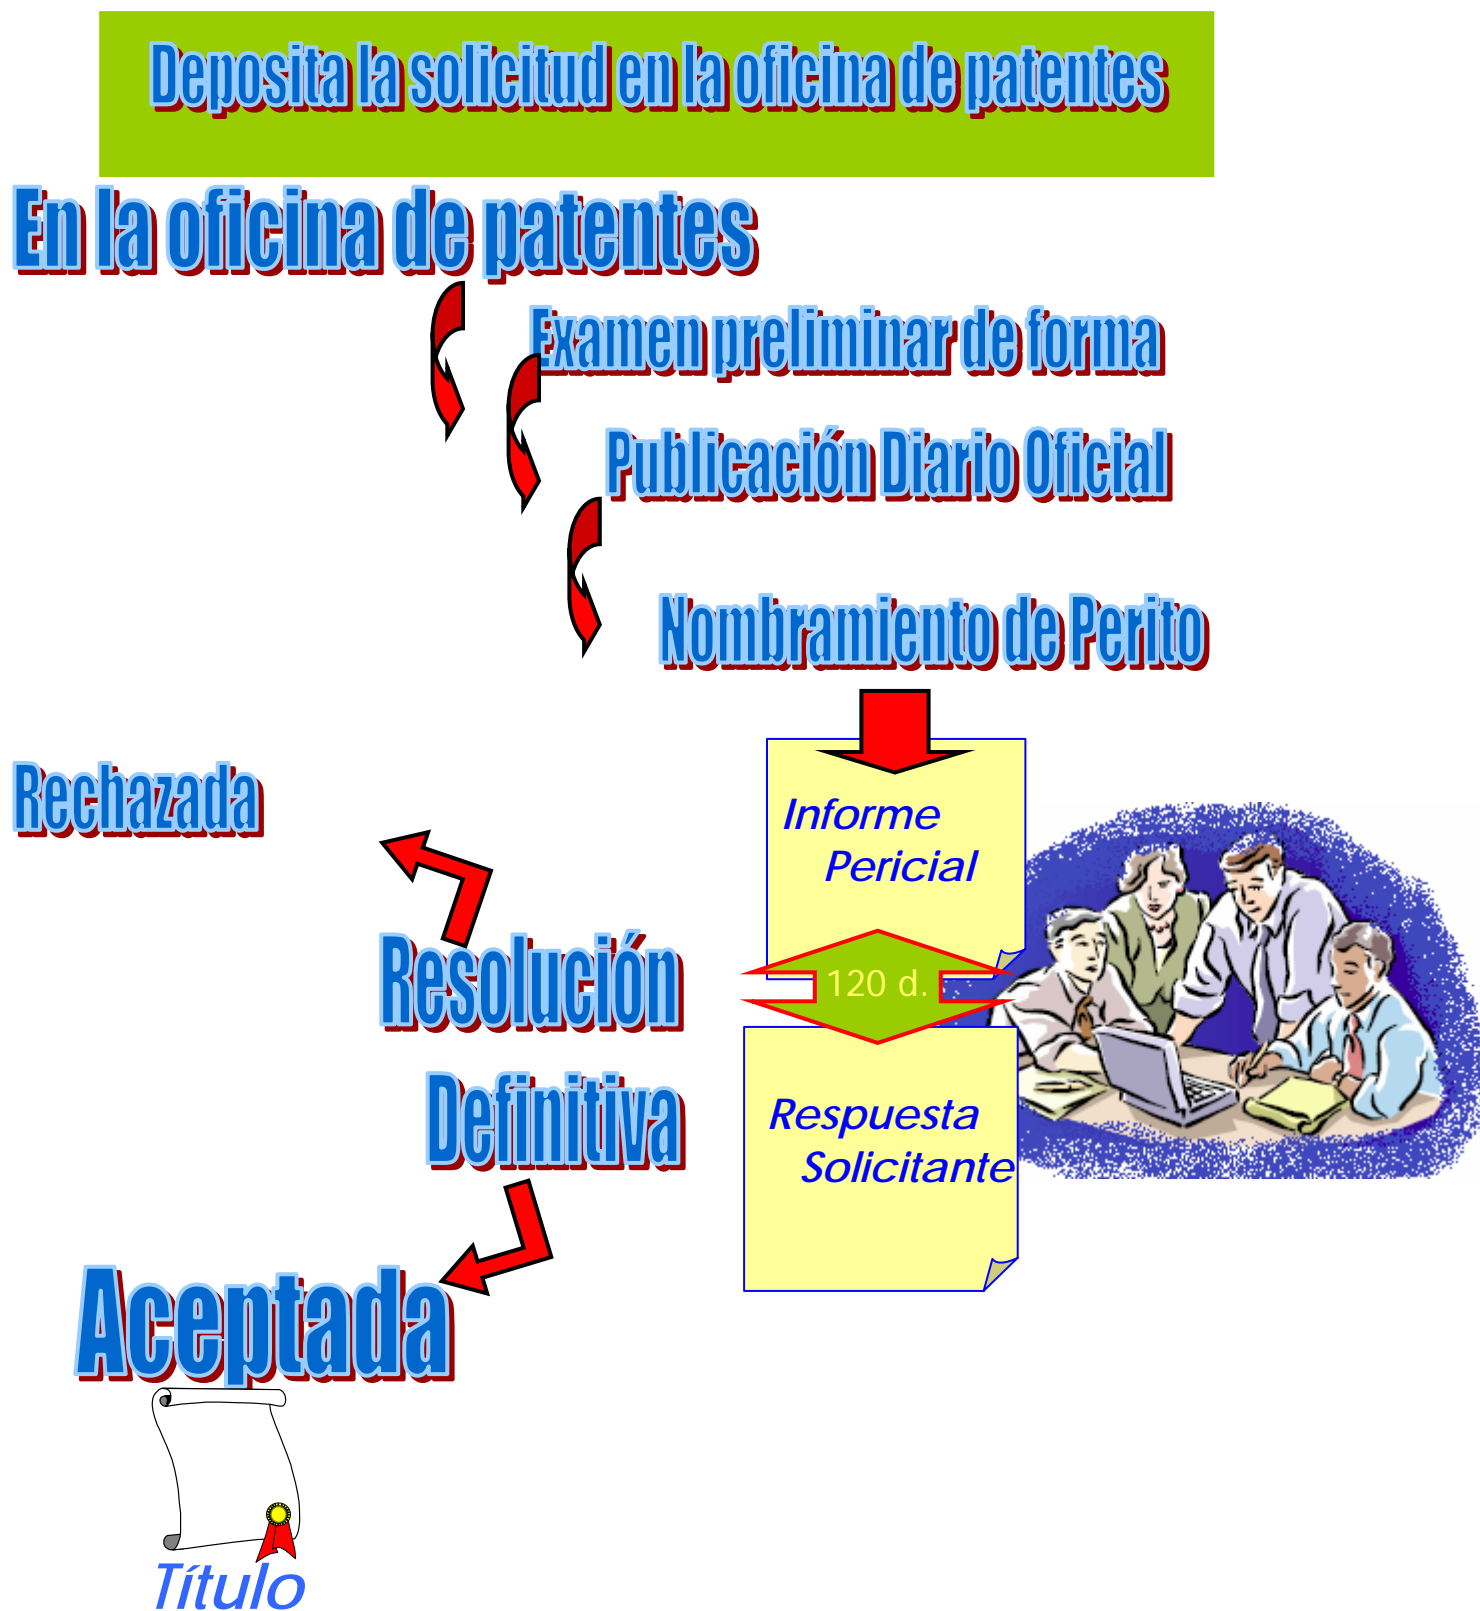 Deposita la solicitud en la oficina de patentes
En la oficina de patentes
Examen preliminar de forma
Publicación Diario Oficial
Nombramiento de Perito
Rechazada
Informe
Pericial
120 d.
Resolución
Definitiva
Respuesta
Solicitante
Aceptada
Título